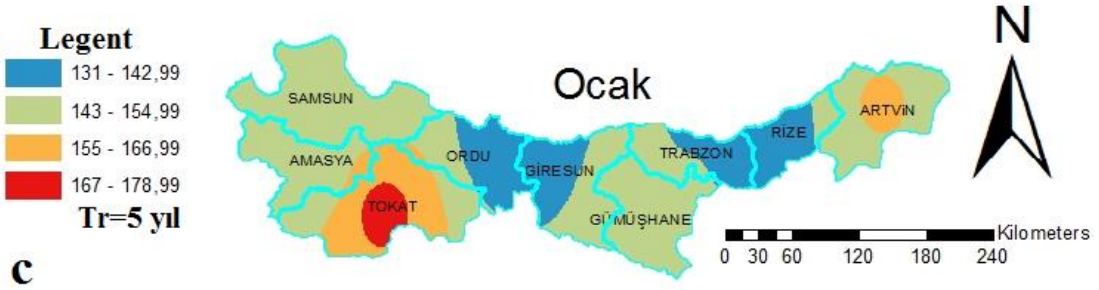 Legent
131 - 142,99
143 - 154,99
155 - 166,99
167 - 178,99
Tr=5 yıl
c
Ocak
N
SAMSUN
AMASYA
TOKAT
ORDU
GİRESUN
GÜMÜŞHANE
TRABZON
RİZE
ARTVİN
Kilometers
0 30 60 120 180 240